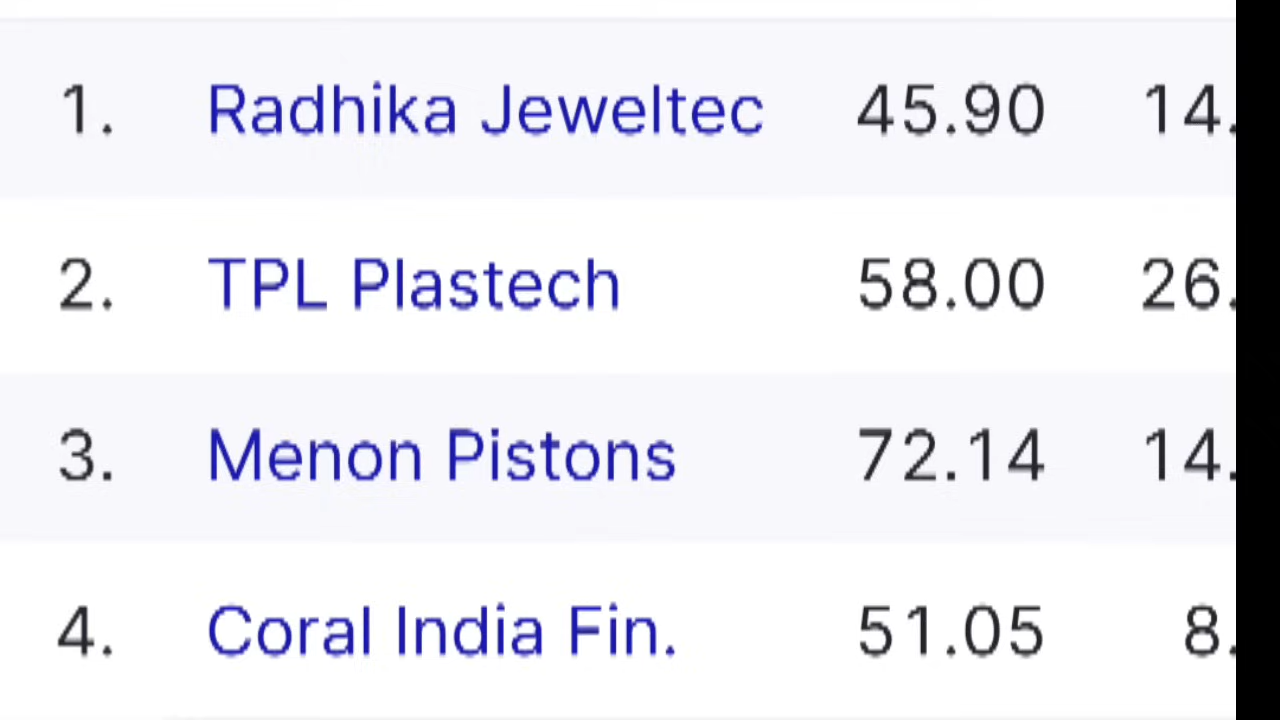 1. Radhika Jeweltec 45.90 14.
2. TPL Plastech 58.00 26.
3. Menon Pistons 72.14 14.
4. Coral India Fin. 51.05 8.